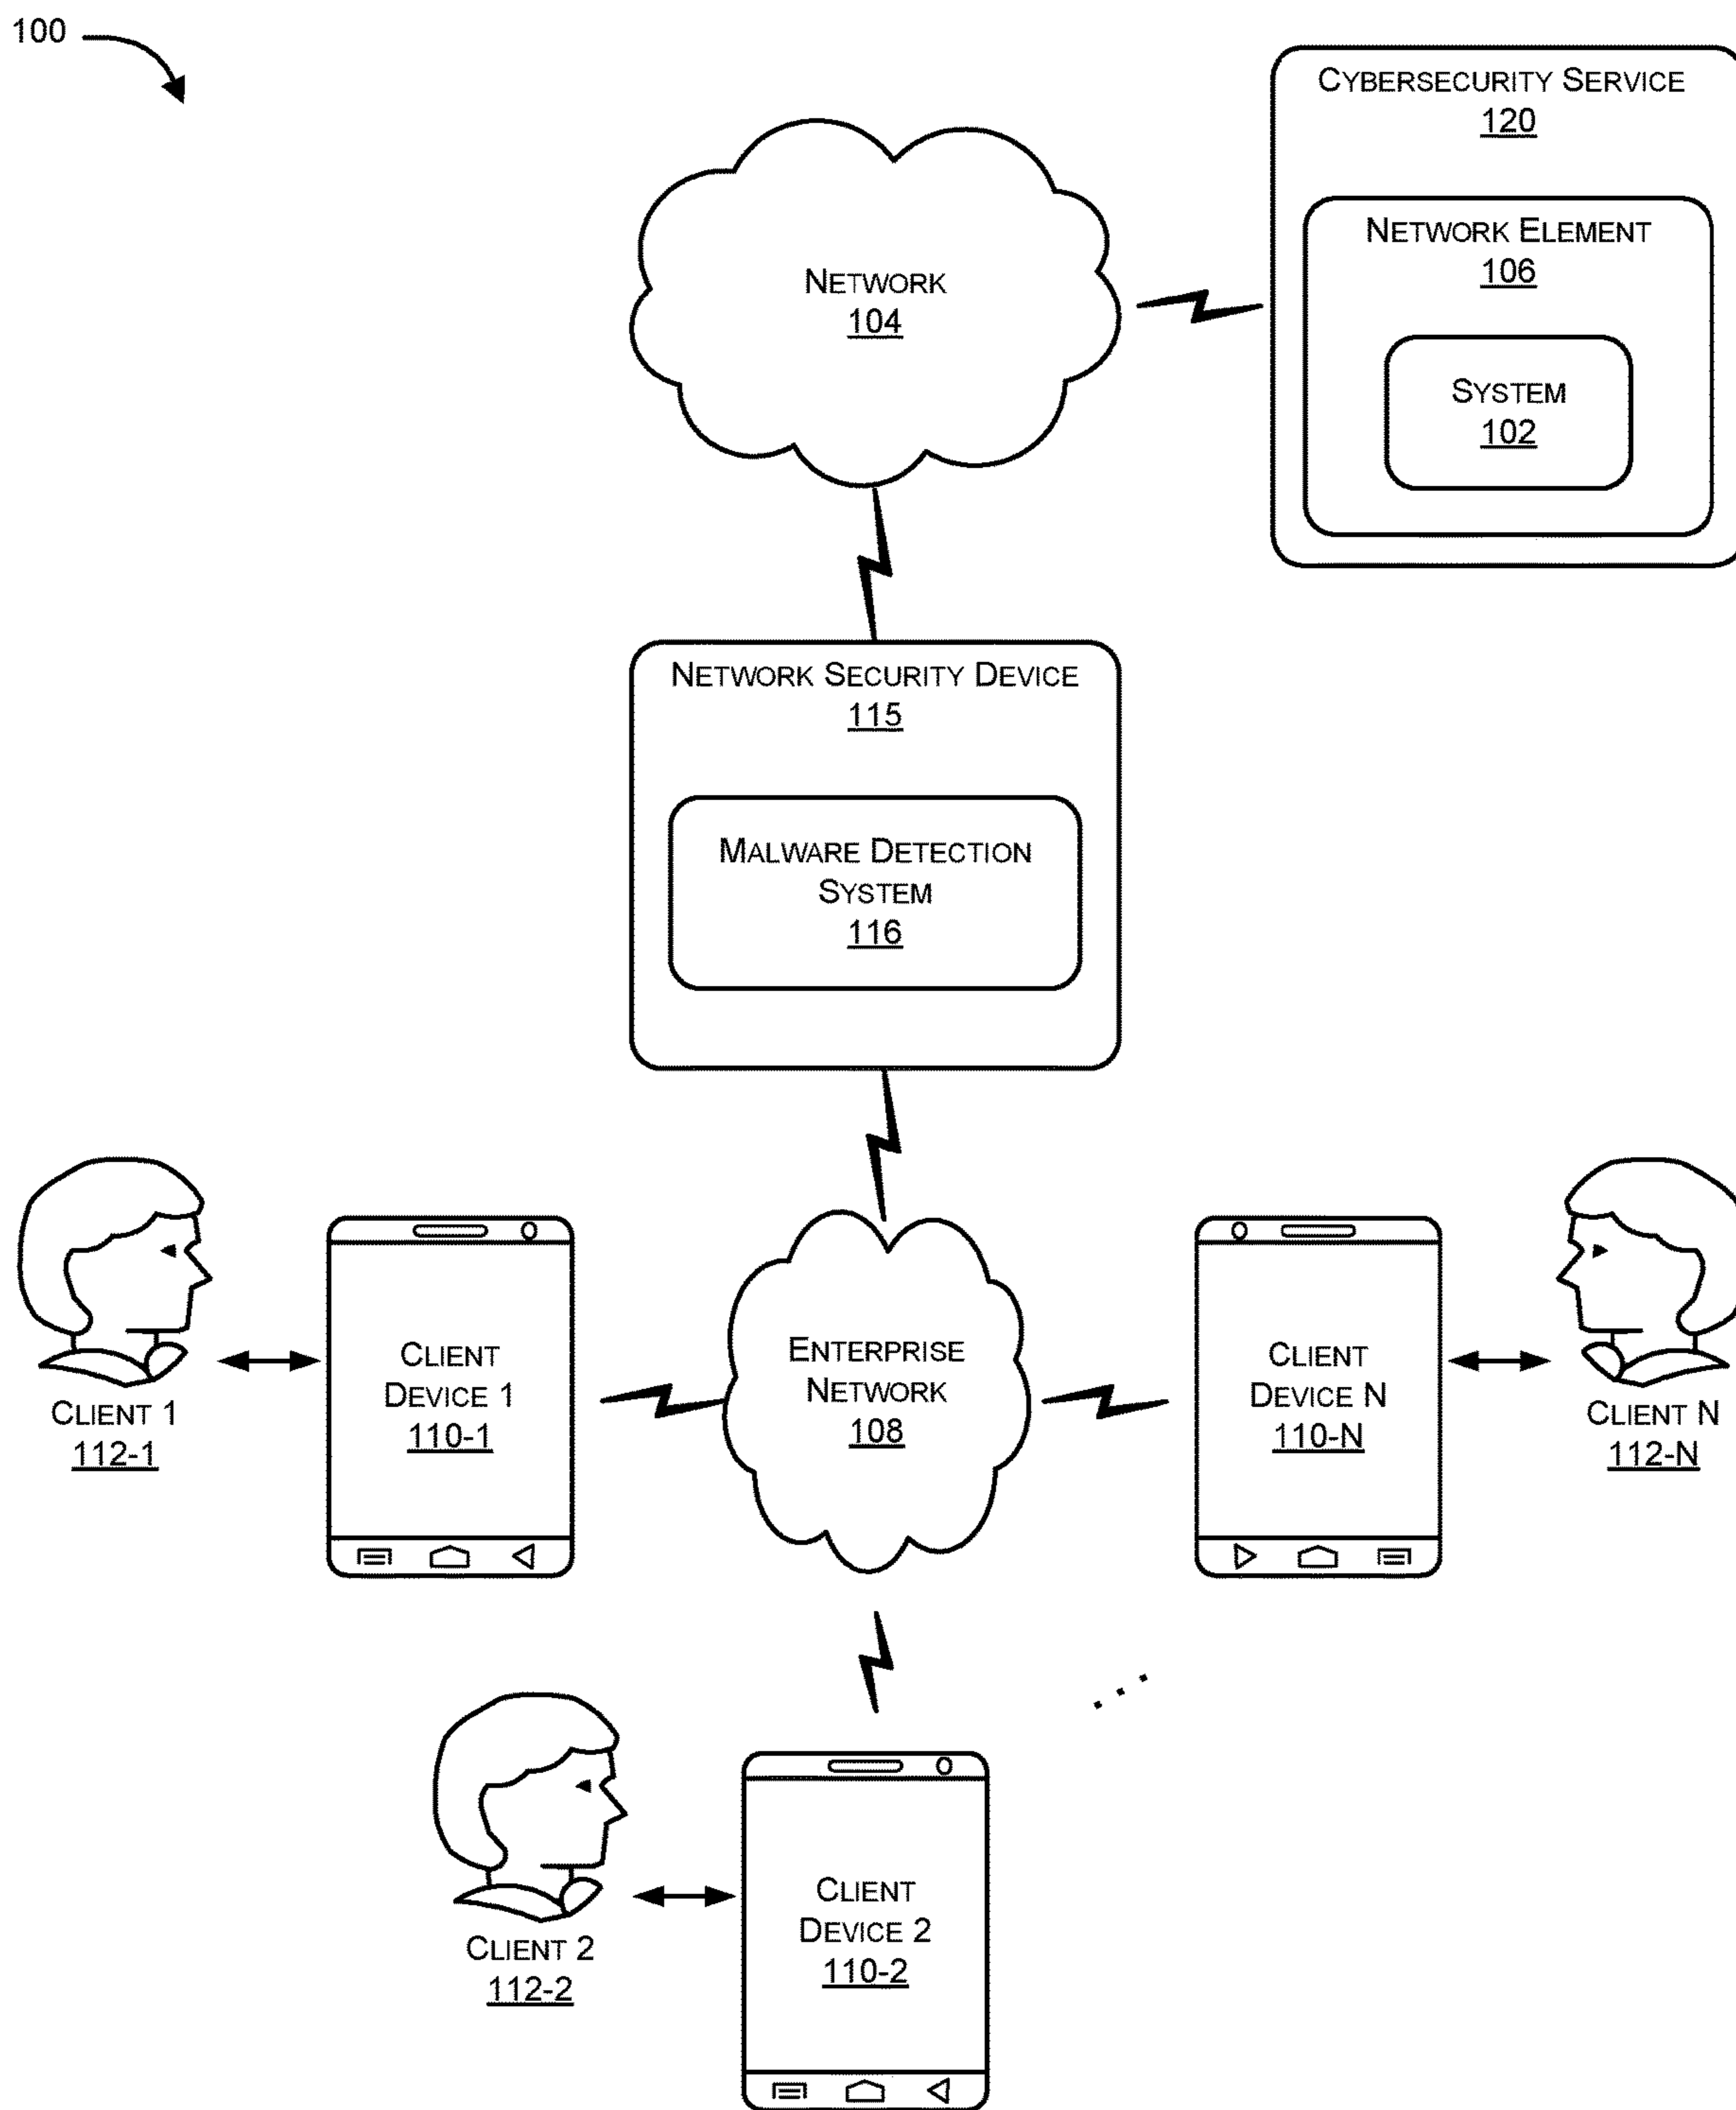 100
CYBERSECURITY SERVICE
120
NETWORK ELEMENT
106
SYSTEM
102
NETWORK
104
NETWORK SECURITY DEVICE
115
MALWARE DETECTION
SYSTEM
116
CLIENT 1
112-1
CLIENT
DEVICE 1
110-1
ENTERPRISE
NETWORK
108
CLIENT
DEVICE N
110-N
CLIENT N
112-N
...
CLIENT 2
112-2
CLIENT
DEVICE 2
110-2